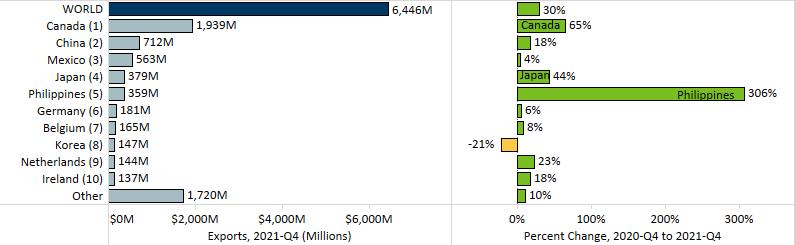 WORLD 6,446M 30%
Canada (1) 1,939M Canada 65%
China (2) 712M 18%
Mexico (3) 563M 4%
Japan (4) 379M Japan 44%
Philippines (5) 359M Philippines 306%
Germany (6) 181M 6%
Belgium (7) 165M 8%
Korea (8) 147M -21%
Netherlands (9) 144M 23%
Ireland (10) 137M 18%
Other 1,720M 10%
$0M $2,000M $4,000M $6,000M 0% 100% 200% 300%
Exports, 2021-Q4 (Millions) Percent Change, 2020-Q4 to 2021-Q4